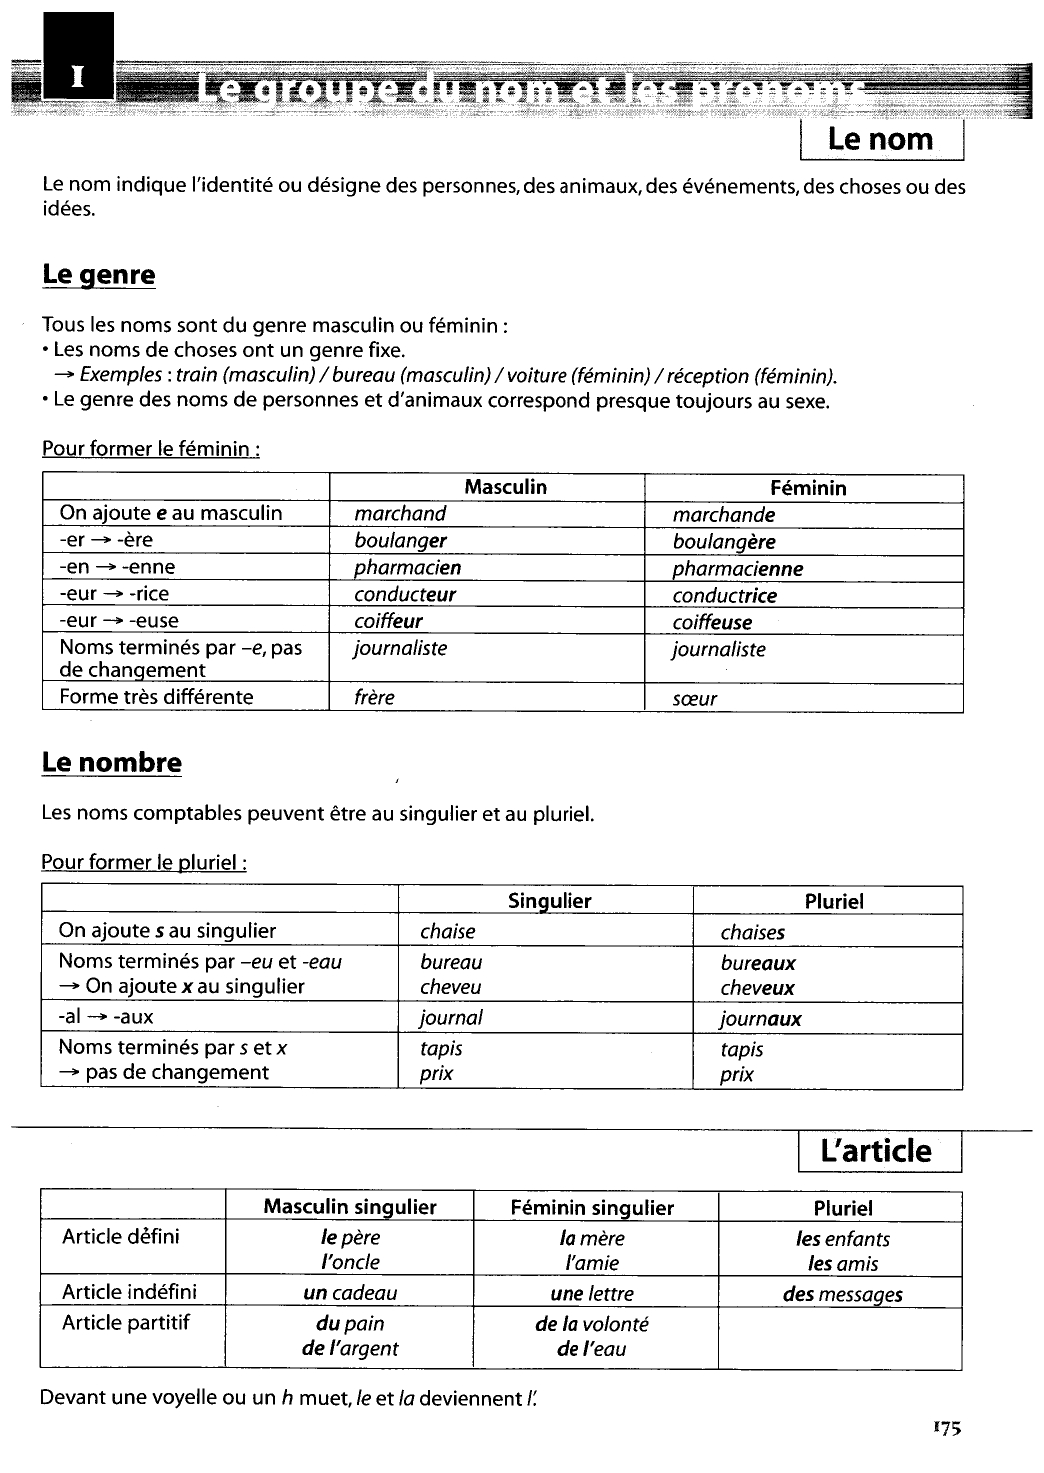 I
Le groupe du nom et les pronoms
Le nom
Le nom indique l'identité ou désigne des personnes, des animaux, des événements, des choses ou des
idées.
Le genre
Tous les noms sont du genre masculin ou féminin :
• Les noms de choses ont un genre fixe.
→ Exemples : train (masculin) / bureau (masculin) / voiture (féminin) / réception (féminin).
• Le genre des noms de personnes et d'animaux correspond presque toujours au sexe.
Pour former le féminin :
Masculin Féminin
On ajoute e au masculin marchand marchande
-er → -ère boulanger boulangère
-en → -enne pharmacien pharmacienne
-eur → -rice conducteur conductrice
-eur → -euse coiffeur coiffeuse
Noms terminés par –e, pas journaliste journaliste
de changement
Forme très différente frère sœur
Le nombre
Les noms comptables peuvent être au singulier et au pluriel.
Pour former le pluriel :
Singulier Pluriel
On ajoute s au singulier chaise chaises
Noms terminés par –eu et -eau bureau bureaux
→ On ajoute x au singulier cheveu cheveux
-al → -aux journal journaux
Noms terminés par s et x tapis tapis
→ pas de changement prix prix
L'article
Masculin singulier Féminin singulier Pluriel
Article défini le père la mère les enfants
l'oncle l'amie les amis
Article indéfini un cadeau une lettre des messages
Article partitif du pain de la volonté
de l'argent de l'eau
Devant une voyelle ou un h muet, le et la deviennent l'.
175